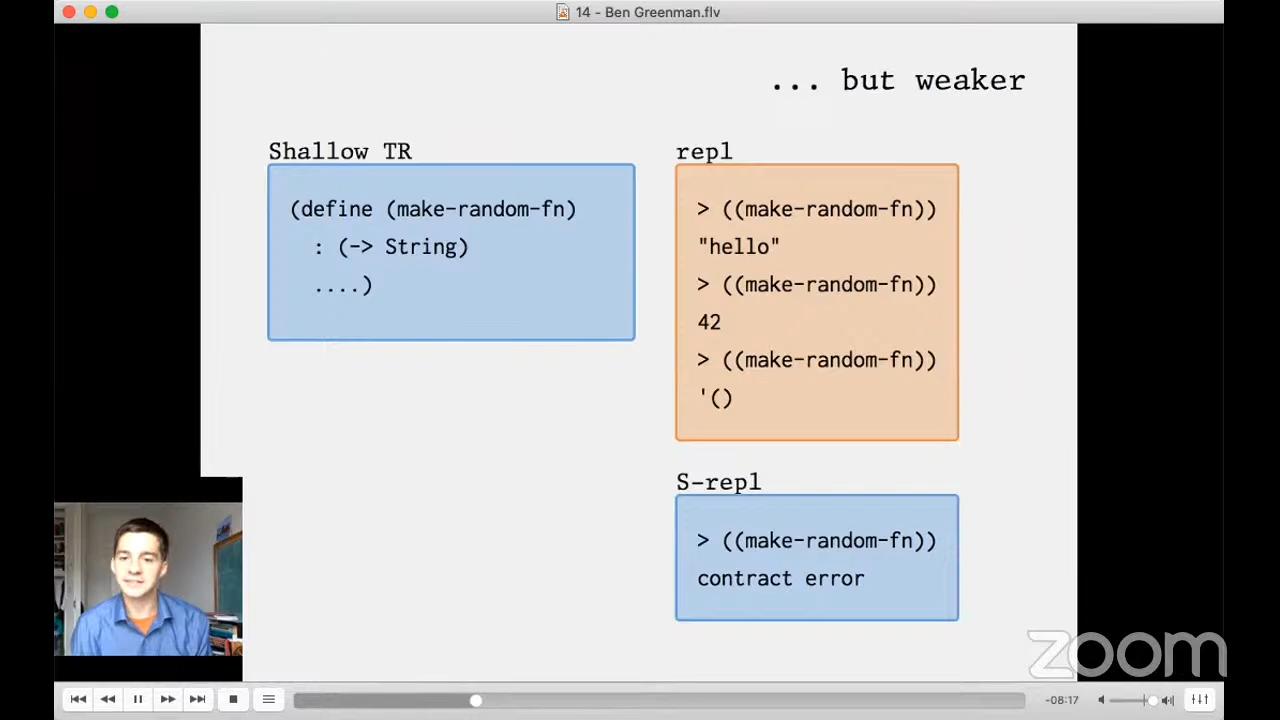 14 - Ben Greenman.flv
... but weaker
Shallow TR
(define (make-random-fn)
: (-> String)
....)
repl
> ((make-random-fn))
"hello"
> ((make-random-fn))
42
> ((make-random-fn))
'()
S-repl
> ((make-random-fn))
contract error
zoom
-08:17